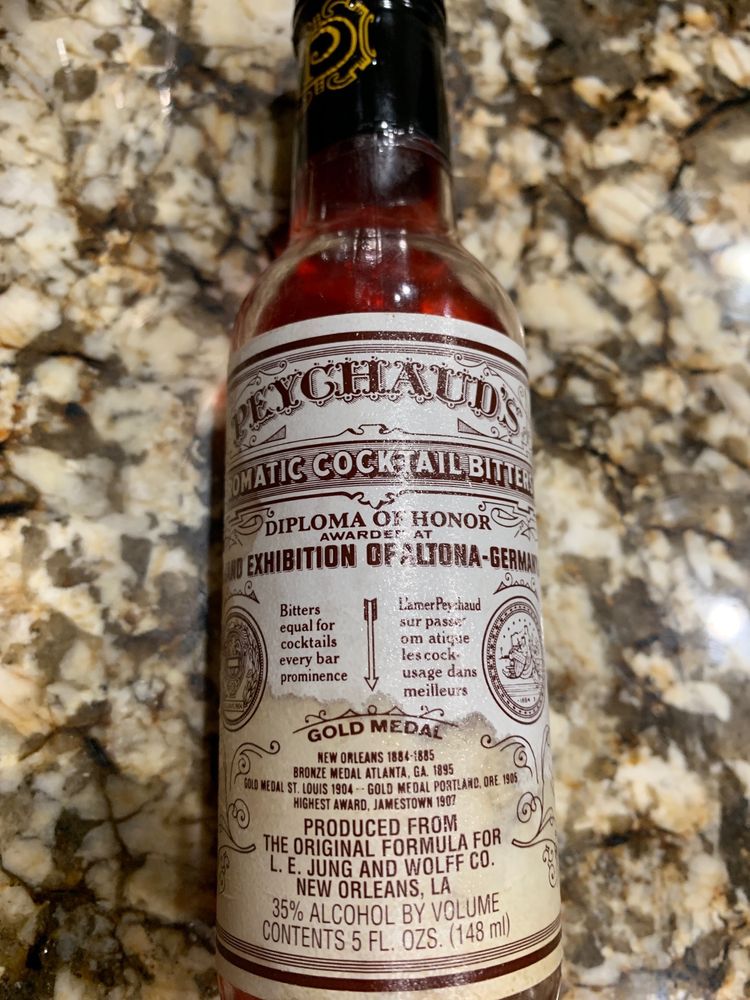 PEYCHAUD'S
OMATIC COCKTAIL BITTERS
DIPLOMA OF HONOR
AWARDED AT
ND EXHIBITION OF ALTONA-GERMAN
Bitters
equal for
cocktails
every bar
prominence
L'amer Peychaud
sur passe
om atique
les cock-
usage dans
meilleurs
1884
GOLD MEDAL
NEW ORLEANS 1884-1885
BRONZE MEDAL ATLANTA, GA. 1895
GOLD MEDAL ST. LOUIS 1904 -- GOLD MEDAL PORTLAND, ORE. 1905
HIGHEST AWARD, JAMESTOWN 1907
PRODUCED FROM
THE ORIGINAL FORMULA FOR
L. E. JUNG AND WOLFF CO.
NEW ORLEANS, LA
35% ALCOHOL BY VOLUME
CONTENTS 5 FL. OZS. (148 ml)